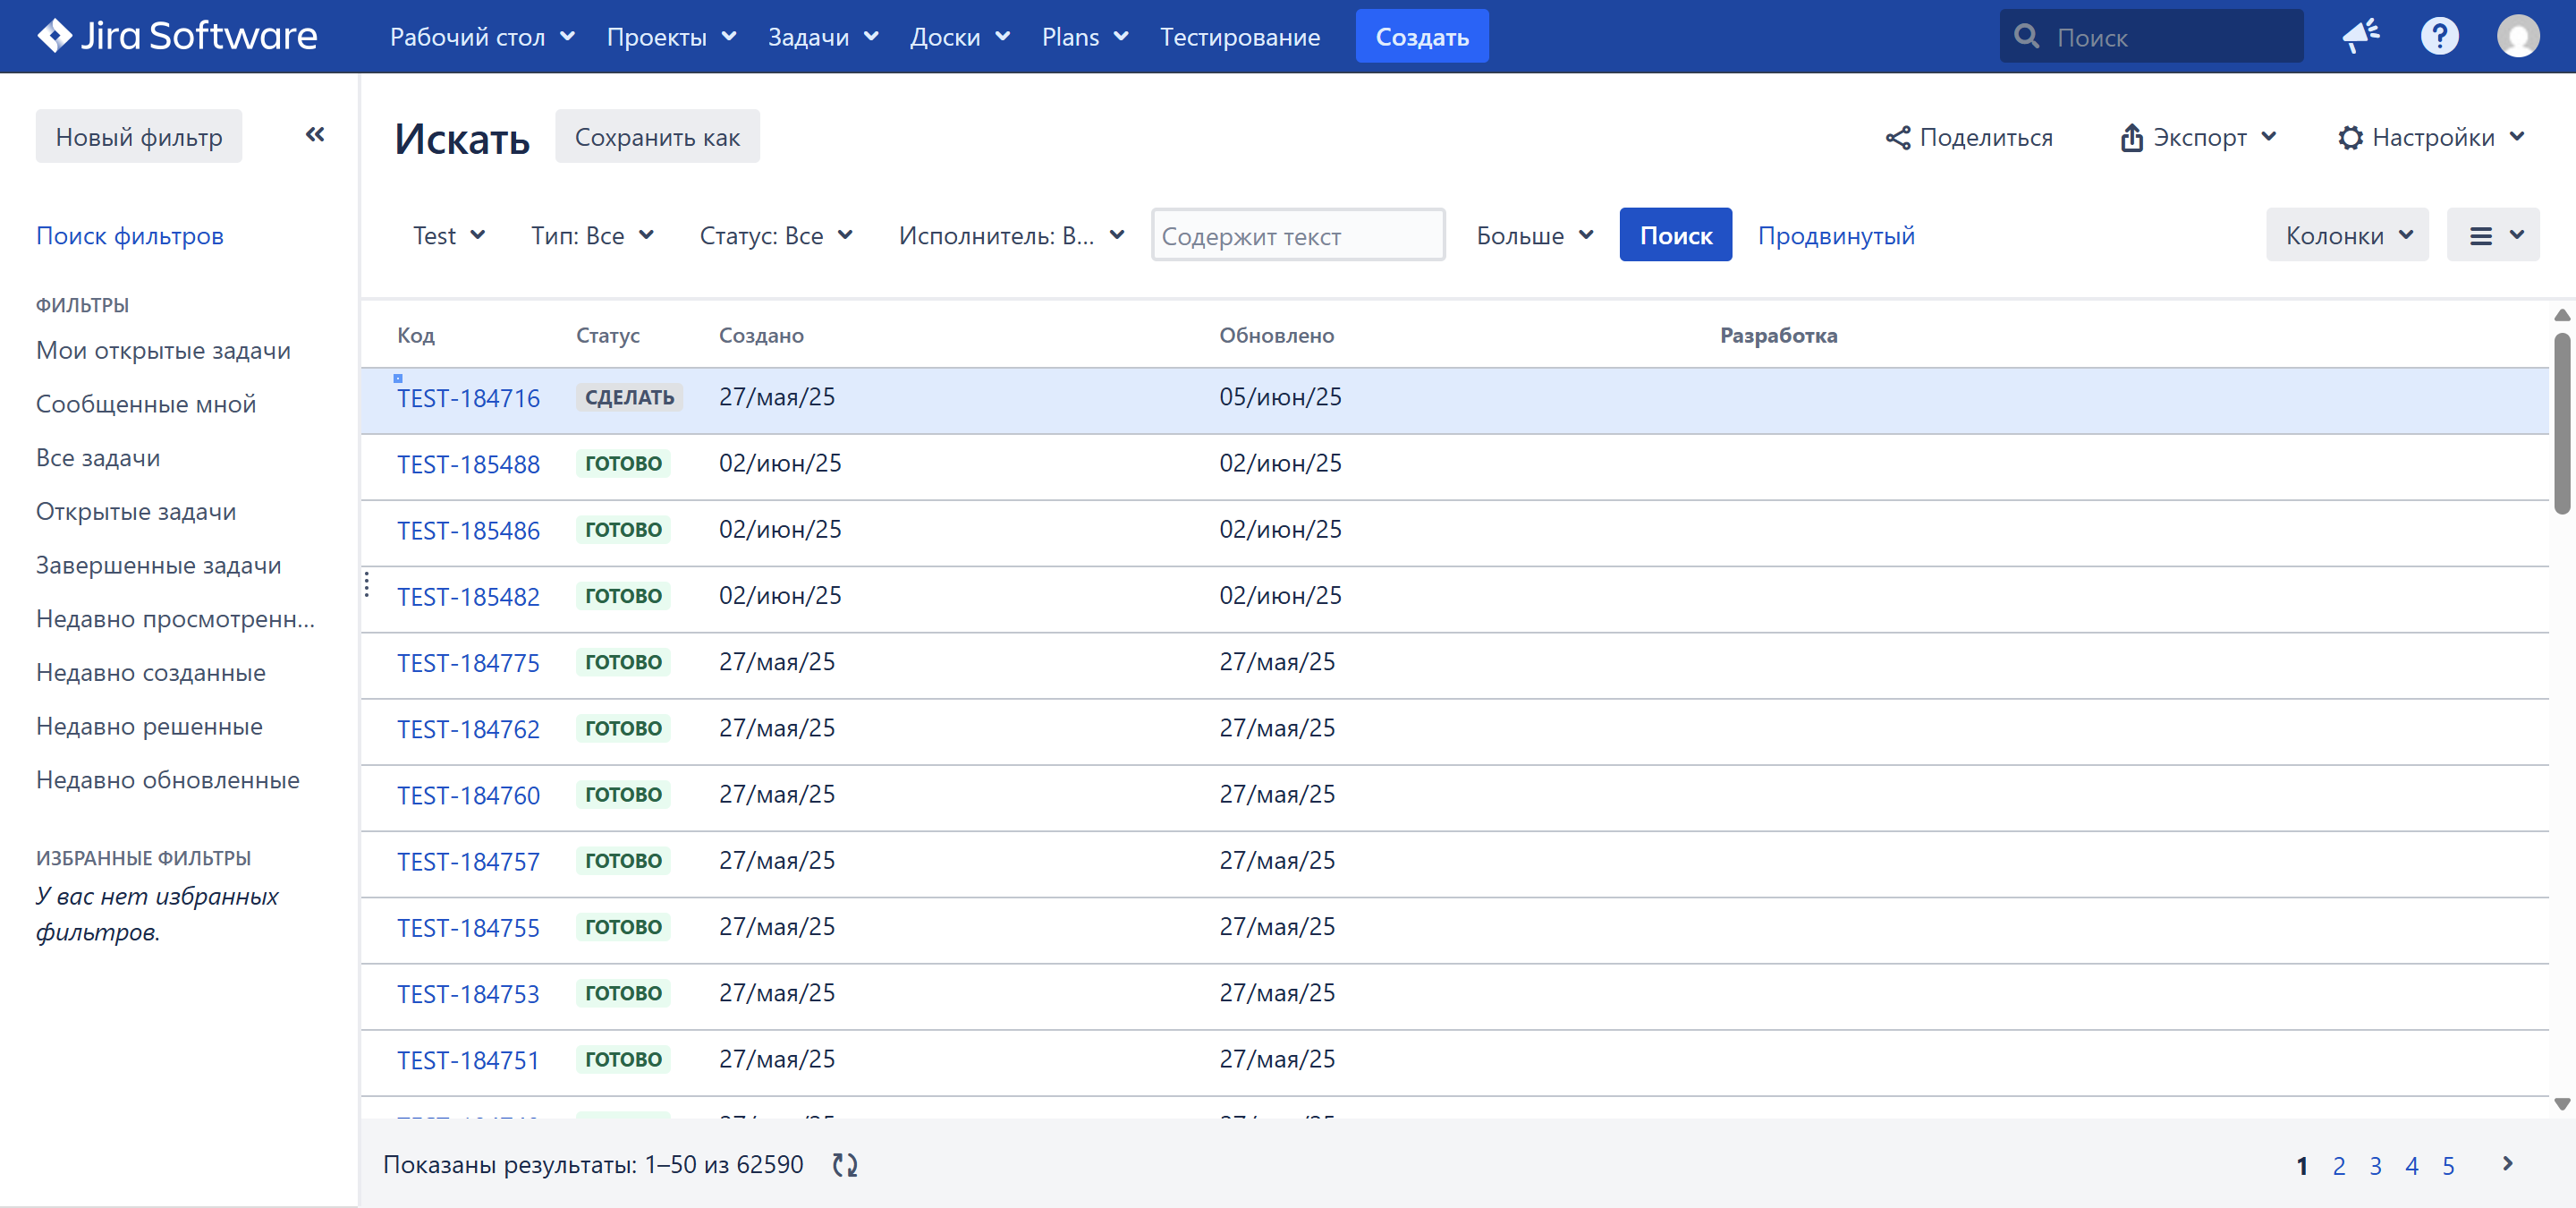 Jira Software Рабочий стол Проекты Задачи Доски Plans Тестирование Создать Поиск
Новый фильтр
Поиск фильтров
ФИЛЬТРЫ
Мои открытые задачи
Сообщенные мной
Все задачи
Открытые задачи
Завершенные задачи
Недавно просмотренн...
Недавно созданные
Недавно решенные
Недавно обновленные
ИЗБРАННЫЕ ФИЛЬТРЫ
У вас нет избранных
фильтров.
Искать Сохранить как Поделиться Экспорт Настройки
Test Тип: Все Статус: Все Исполнитель: В... Содержит текст Больше Поиск Продвинутый Колонки
Код Статус Создано Обновлено Разработка
TEST-184716 СДЕЛАТЬ 27/мая/25 05/июн/25
TEST-185488 ГОТОВО 02/июн/25 02/июн/25
TEST-185486 ГОТОВО 02/июн/25 02/июн/25
TEST-185482 ГОТОВО 02/июн/25 02/июн/25
TEST-184775 ГОТОВО 27/мая/25 27/мая/25
TEST-184762 ГОТОВО 27/мая/25 27/мая/25
TEST-184760 ГОТОВО 27/мая/25 27/мая/25
TEST-184757 ГОТОВО 27/мая/25 27/мая/25
TEST-184755 ГОТОВО 27/мая/25 27/мая/25
TEST-184753 ГОТОВО 27/мая/25 27/мая/25
TEST-184751 ГОТОВО 27/мая/25 27/мая/25
Показаны результаты: 1–50 из 62590 1 2 3 4 5